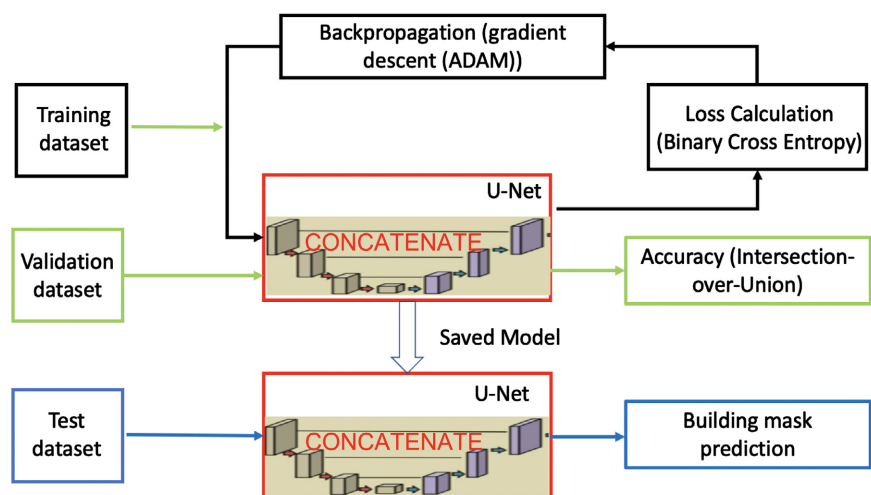 Backpropagation (gradient
descent (ADAM))
Training
dataset
Loss Calculation
(Binary Cross Entropy)
U-Net
CONCATENATE
Validation
dataset
Accuracy (Intersection-
over-Union)
Saved Model
U-Net
Test
dataset
CONCATENATE
Building mask
prediction